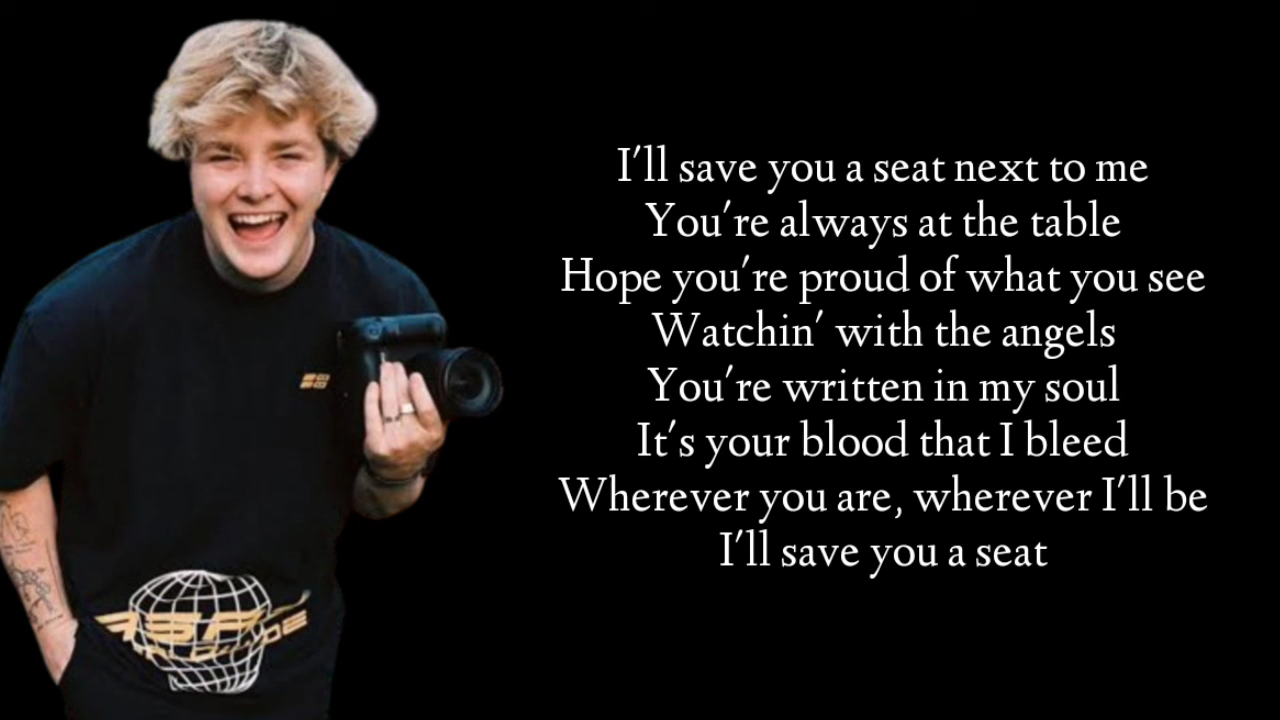 I'll save you a seat next to me
You're always at the table
Hope you're proud of what you see
Watchin' with the angels
You're written in my soul
It's your blood that I bleed
Wherever you are, wherever I'll be
I'll save you a seat